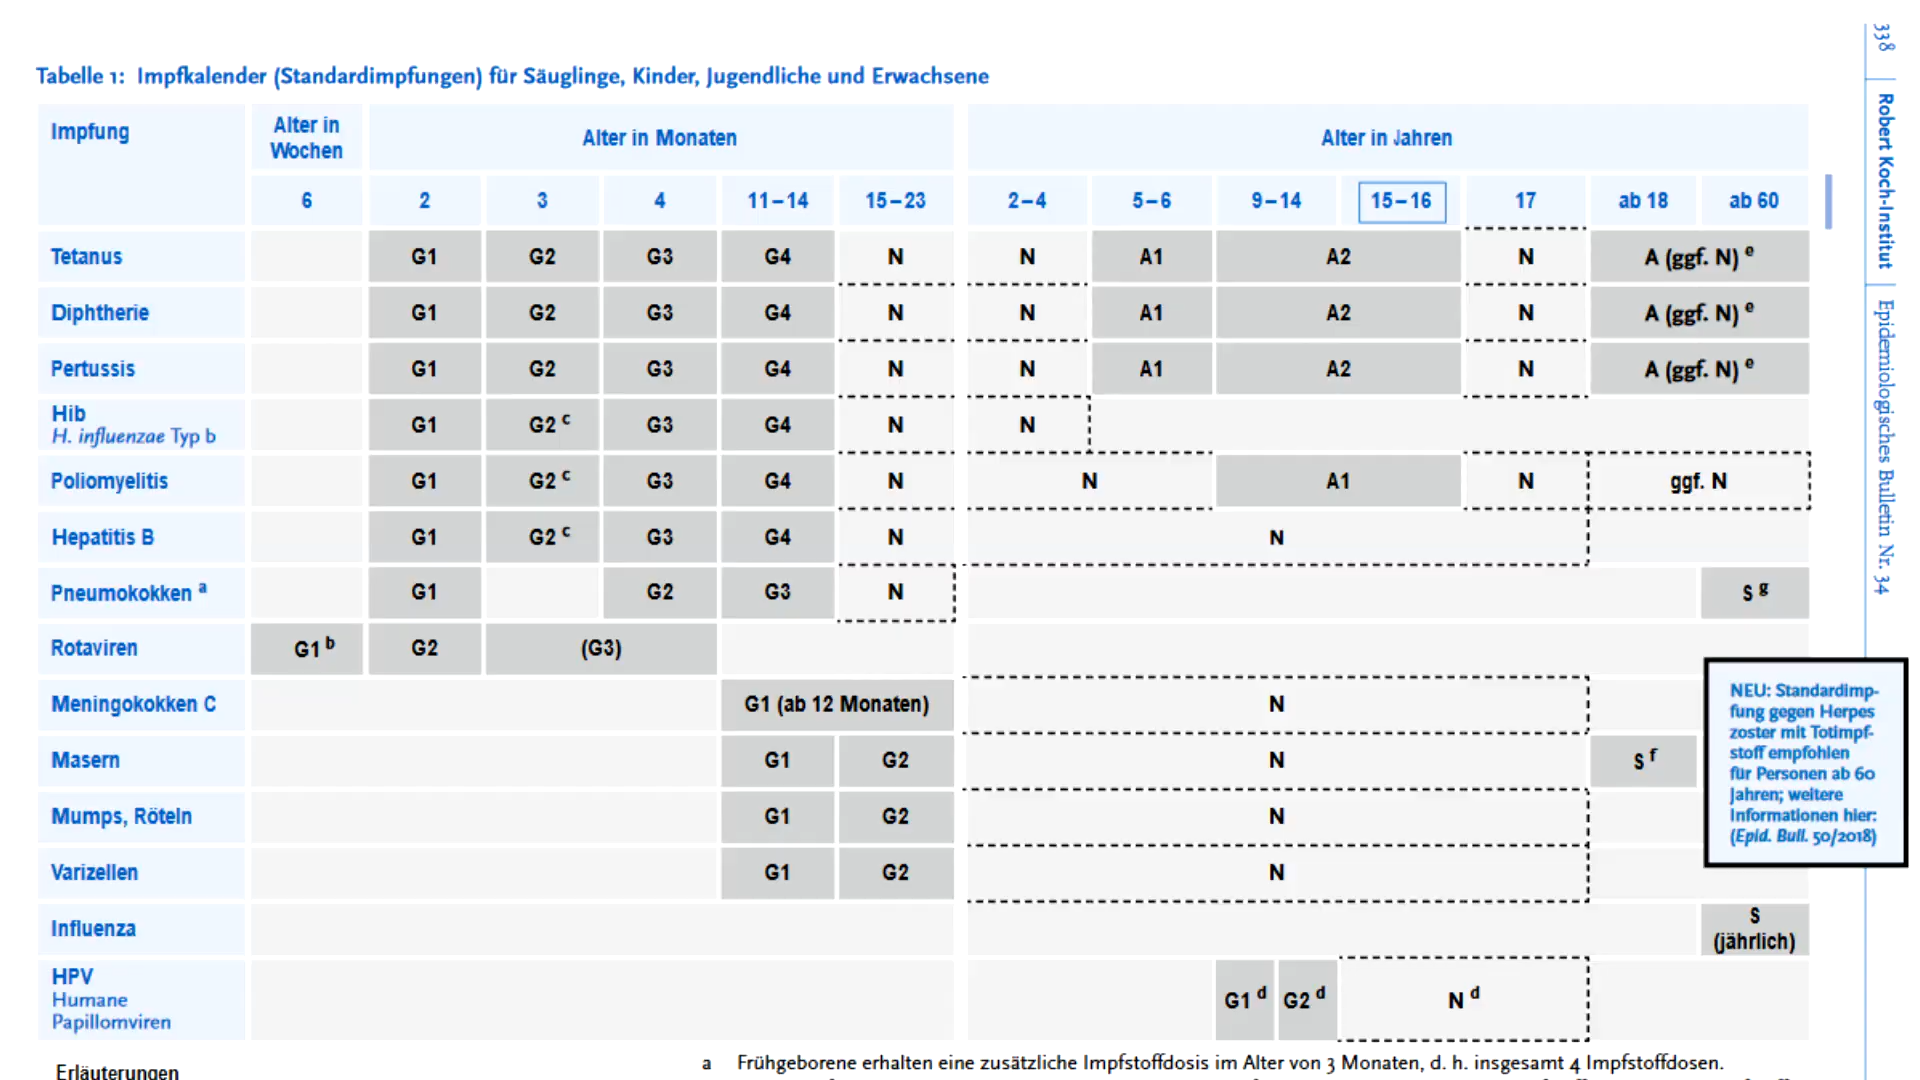 Tabelle 1: Impfkalender (Standardimpfungen) für Säuglinge, Kinder, Jugendliche und Erwachsene
Impfung Alter in Wochen Alter in Monaten Alter in Jahren
6 2 3 4 11–14 15–23 2–4 5–6 9–14 15–16 17 ab 18 ab 60
Tetanus G1 G2 G3 G4 N N A1 A2 N A (ggf. N) e
Diphtherie G1 G2 G3 G4 N N A1 A2 N A (ggf. N) e
Pertussis G1 G2 G3 G4 N N A1 A2 N A (ggf. N) e
Hib
H. influenzae Typ b G1 G2 c G3 G4 N N
Poliomyelitis G1 G2 c G3 G4 N N A1 N ggf. N
Hepatitis B G1 G2 c G3 G4 N N
Pneumokokken a G1 G2 G3 N S g
Rotaviren G1 b G2 (G3)
Meningokokken C G1 (ab 12 Monaten) N
Masern G1 G2 N S f
Mumps, Röteln G1 G2 N
Varizellen G1 G2 N
Influenza S
(jährlich)
HPV
Humane
Papillomviren G1 d G2 d N d
NEU: Standardimp-
fung gegen Herpes
zoster mit Totimpf-
stoff empfohlen
für Personen ab 60
Jahren; weitere
Informationen hier:
(Epid. Bull. 50/2018)
338 Robert Koch-Institut Epidemiologisches Bulletin Nr. 34
Erläuterungen
a Frühgeborene erhalten eine zusätzliche Impfstoffdosis im Alter von 3 Monaten, d. h. insgesamt 4 Impfstoffdosen.